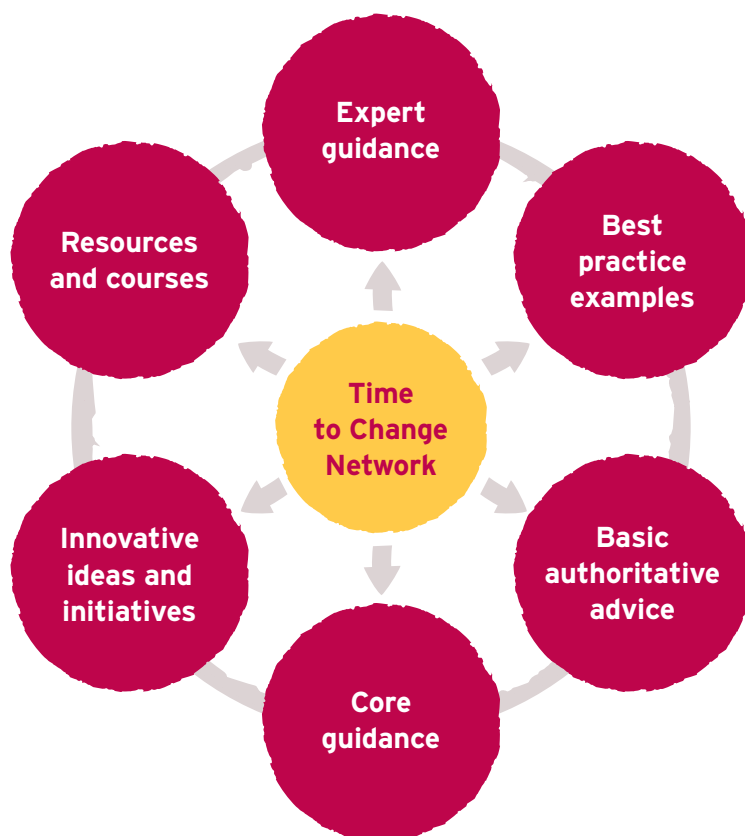 Expert
guidance
Best
practice
examples
Basic
authoritative
advice
Core
guidance
Innovative
ideas and
initiatives
Resources
and courses
Time
to Change
Network